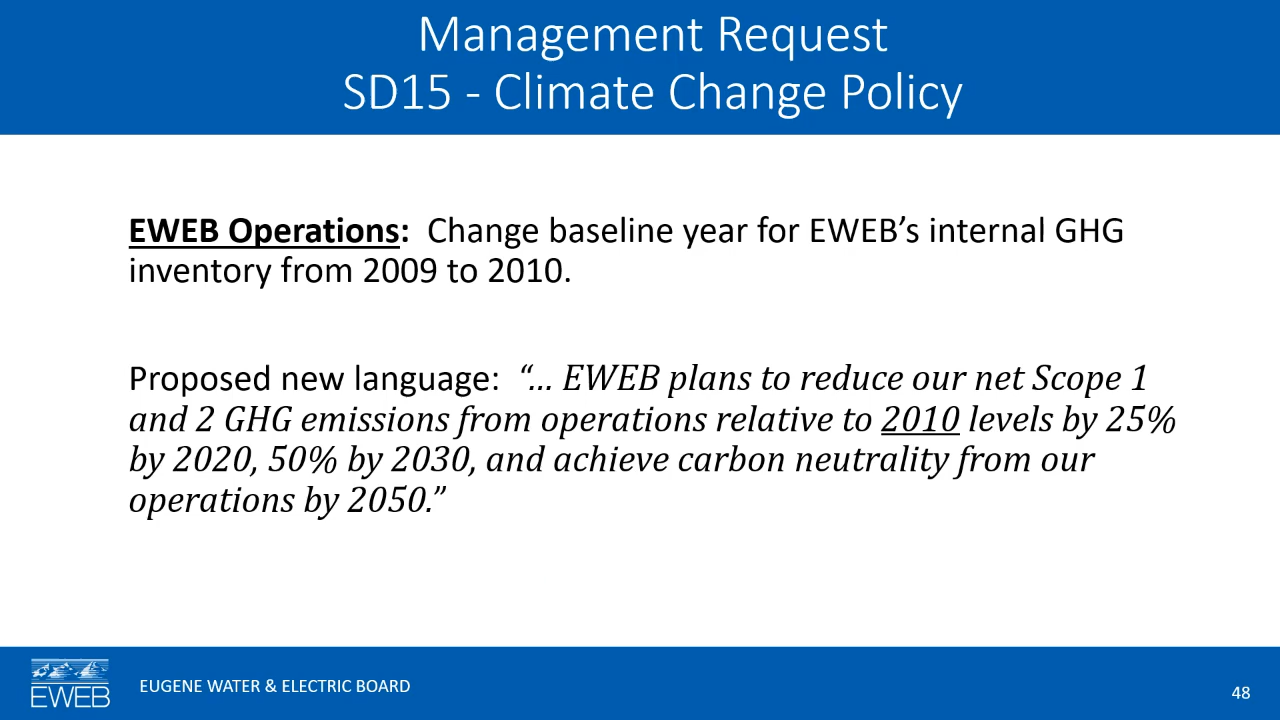 Management Request
SD15 - Climate Change Policy
EWEB Operations:  Change baseline year for EWEB’s internal GHG
inventory from 2009 to 2010.
Proposed new language:  “… EWEB plans to reduce our net Scope 1
and 2 GHG emissions from operations relative to 2010 levels by 25%
by 2020, 50% by 2030, and achieve carbon neutrality from our
operations by 2050.”
EWEB
EUGENE WATER & ELECTRIC BOARD
48